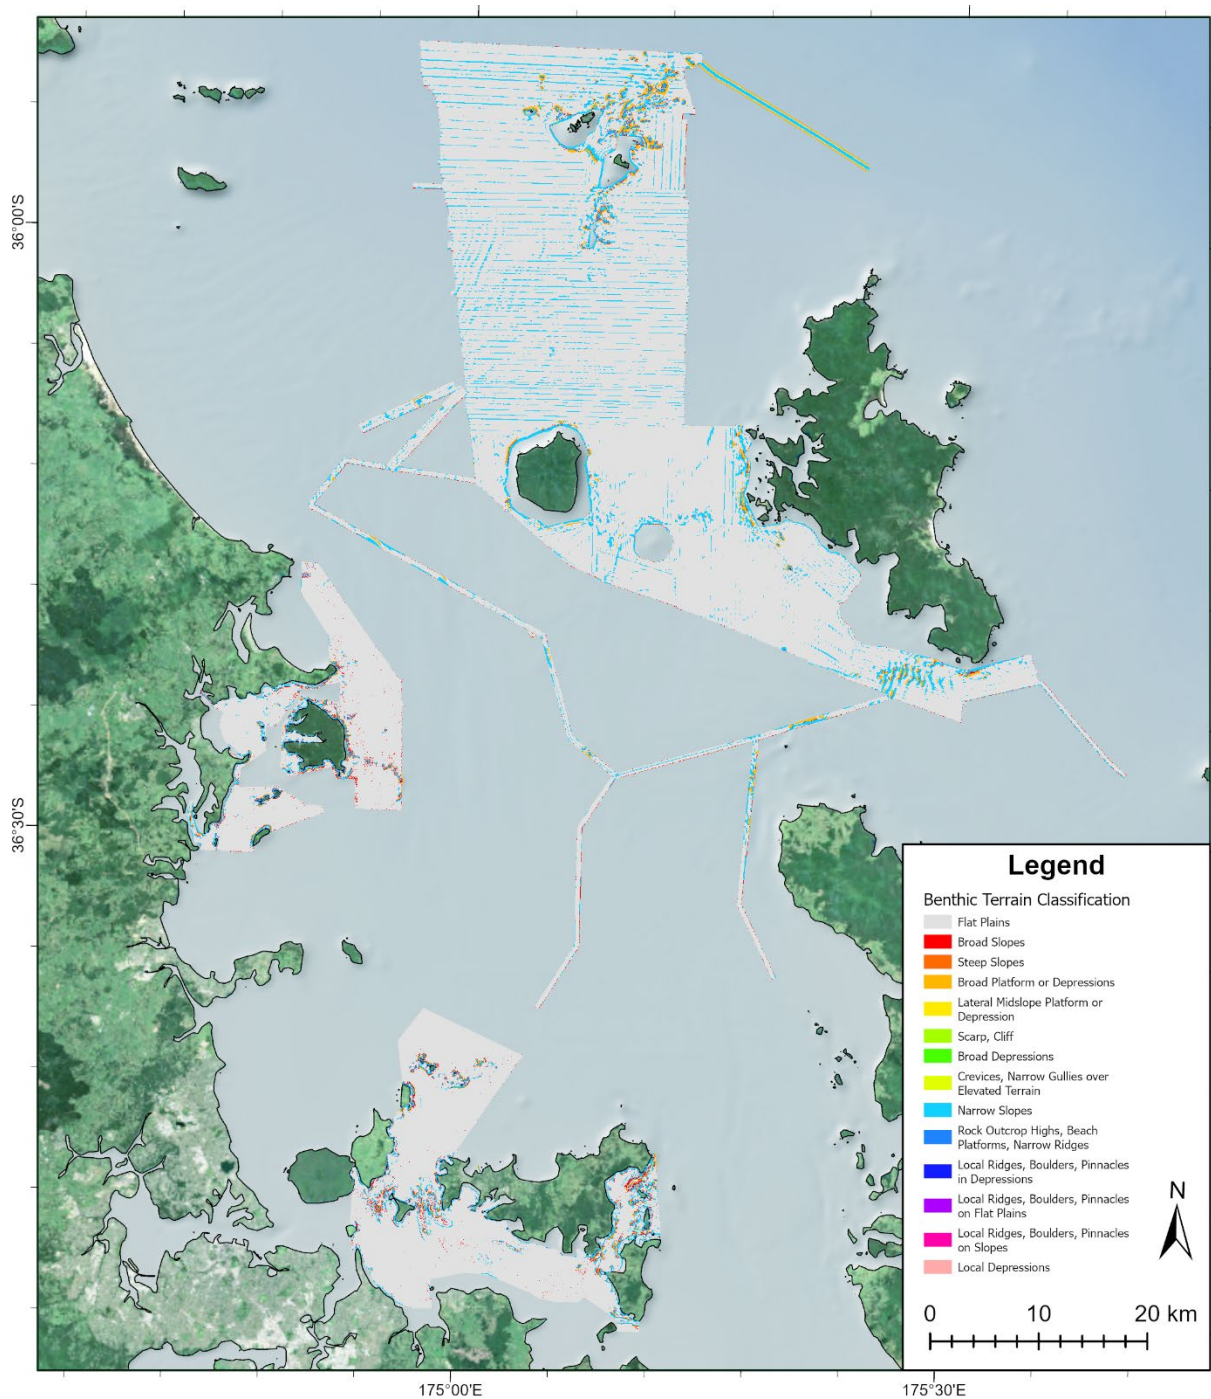 36°00'S
36°30'S
Legend
Benthic Terrain Classification
Flat Plains
Broad Slopes
Steep Slopes
Broad Platform or Depressions
Lateral Midslope Platform or
Depression
Scarp, Cliff
Broad Depressions
Crevices, Narrow Gullies over
Elevated Terrain
Narrow Slopes
Rock Outcrop Highs, Beach
Platforms, Narrow Ridges
Local Ridges, Boulders, Pinnacles
in Depressions
Local Ridges, Boulders, Pinnacles
on Flat Plains
Local Ridges, Boulders, Pinnacles
on Slopes
Local Depressions
N
0 10 20 km
175°00'E 175°30'E